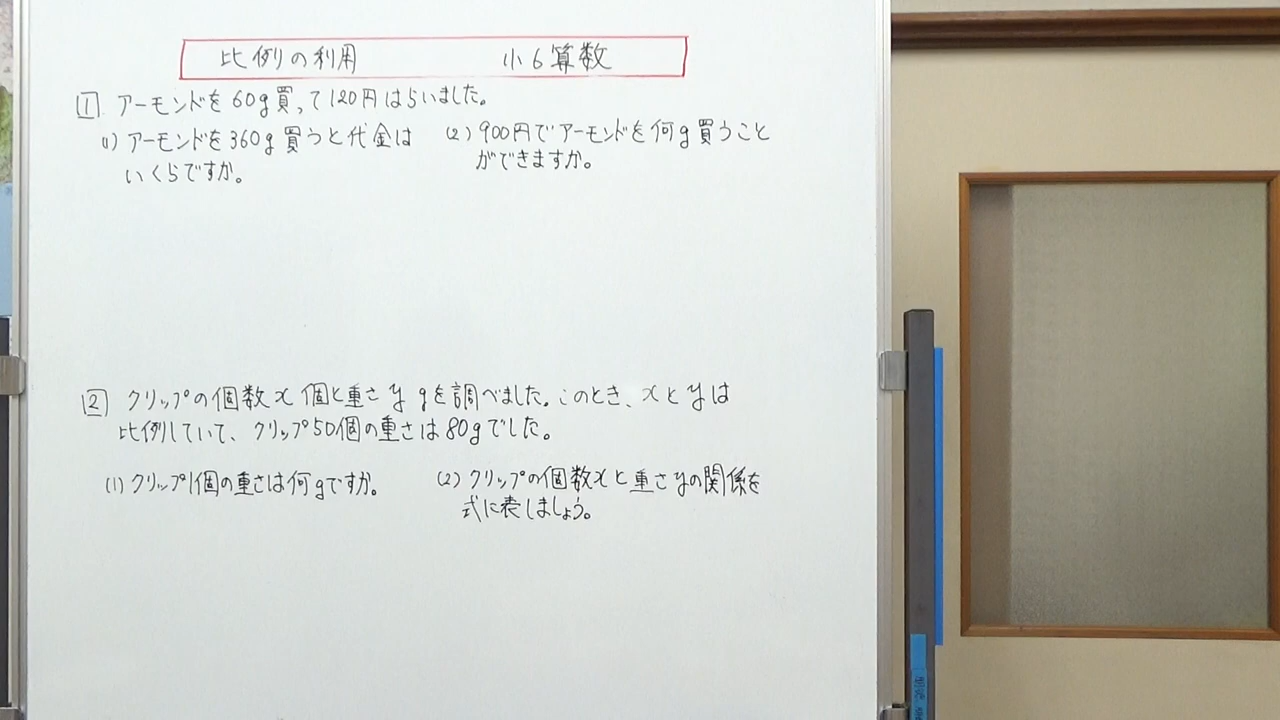 比例の利用 小6算数
1 アーモンドを60g買って120円はらいました。
(1) アーモンドを360g買うと代金は
いくらですか。
(2) 900円でアーモンドを何g買うこと
ができますか。
2 クリップの個数x個と重さy gを調べました。このとき、xとyは
比例していて、クリップ50個の重さは80gでした。
(1) クリップ1個の重さは何gですか。
(2) クリップの個数xと重さyの関係を
式に表しましょう。